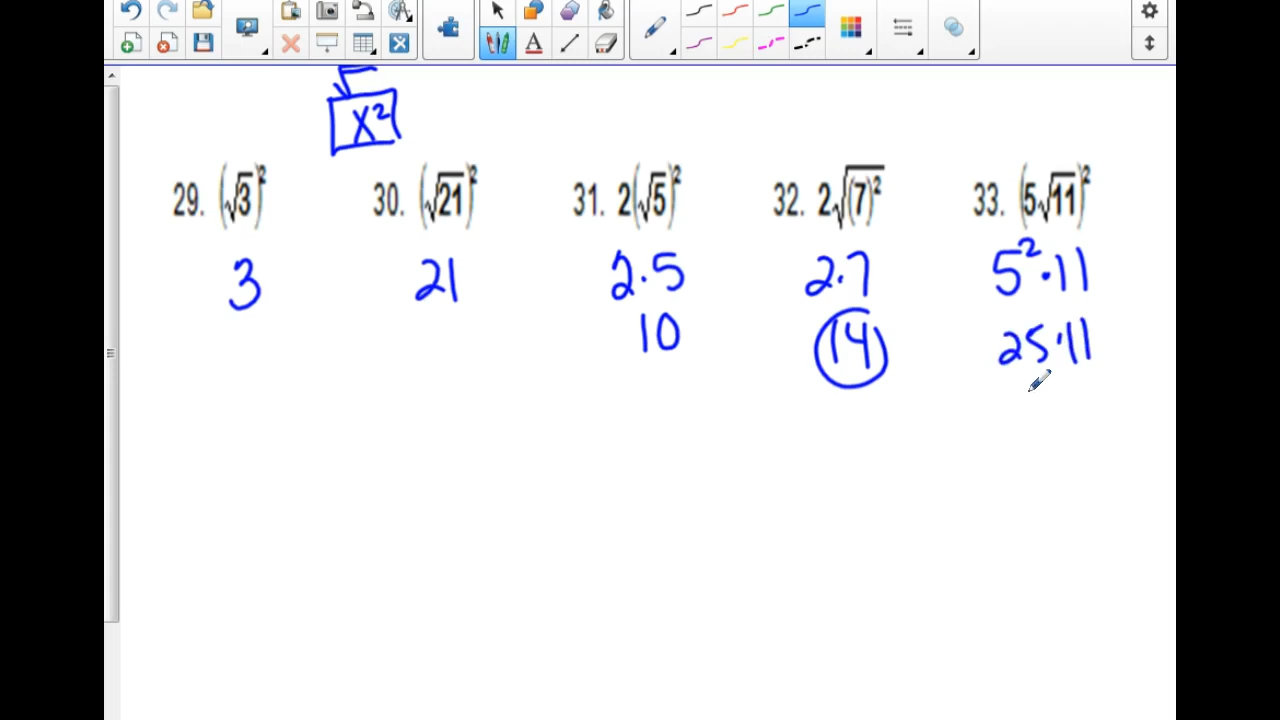 √
x²
29. (√3)² 30. (√21)² 31. 2(√5)² 32. 2√(7)² 33. (5√11)²
3 21 2·5 2·7 5²·11
10 14 25·11